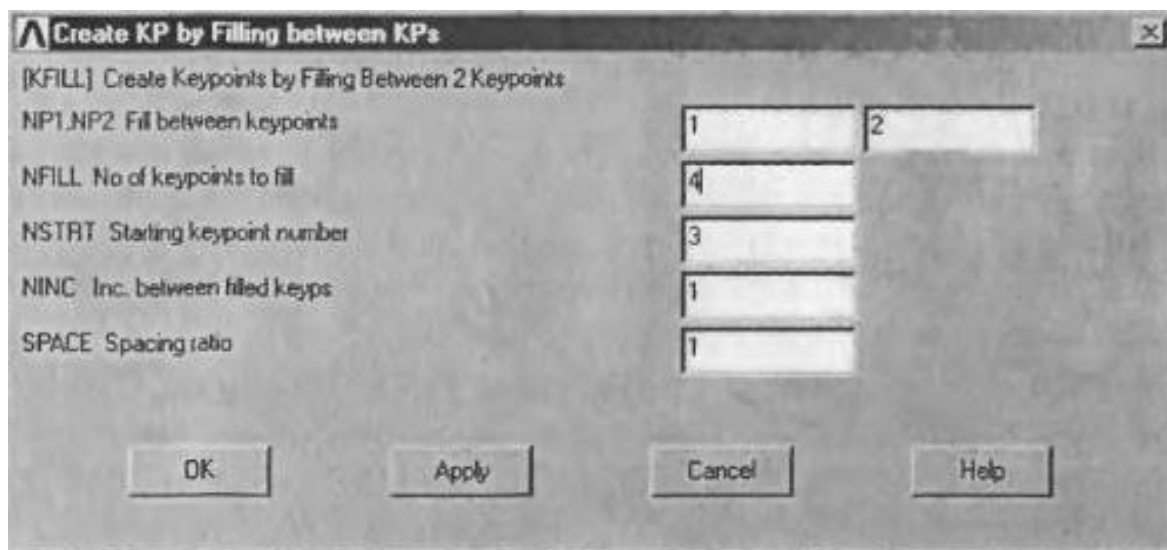 Create KP by Filling between KPs
[KFILL] Create Keypoints by Filling Between 2 Keypoints
NP1,NP2 Fill between keypoints 1 2
NFILL No of keypoints to fill 4
NSTRT Starting keypoint number 3
NINC Inc. between filled keyps 1
SPACE Spacing ratio 1
OK Apply Cancel Help